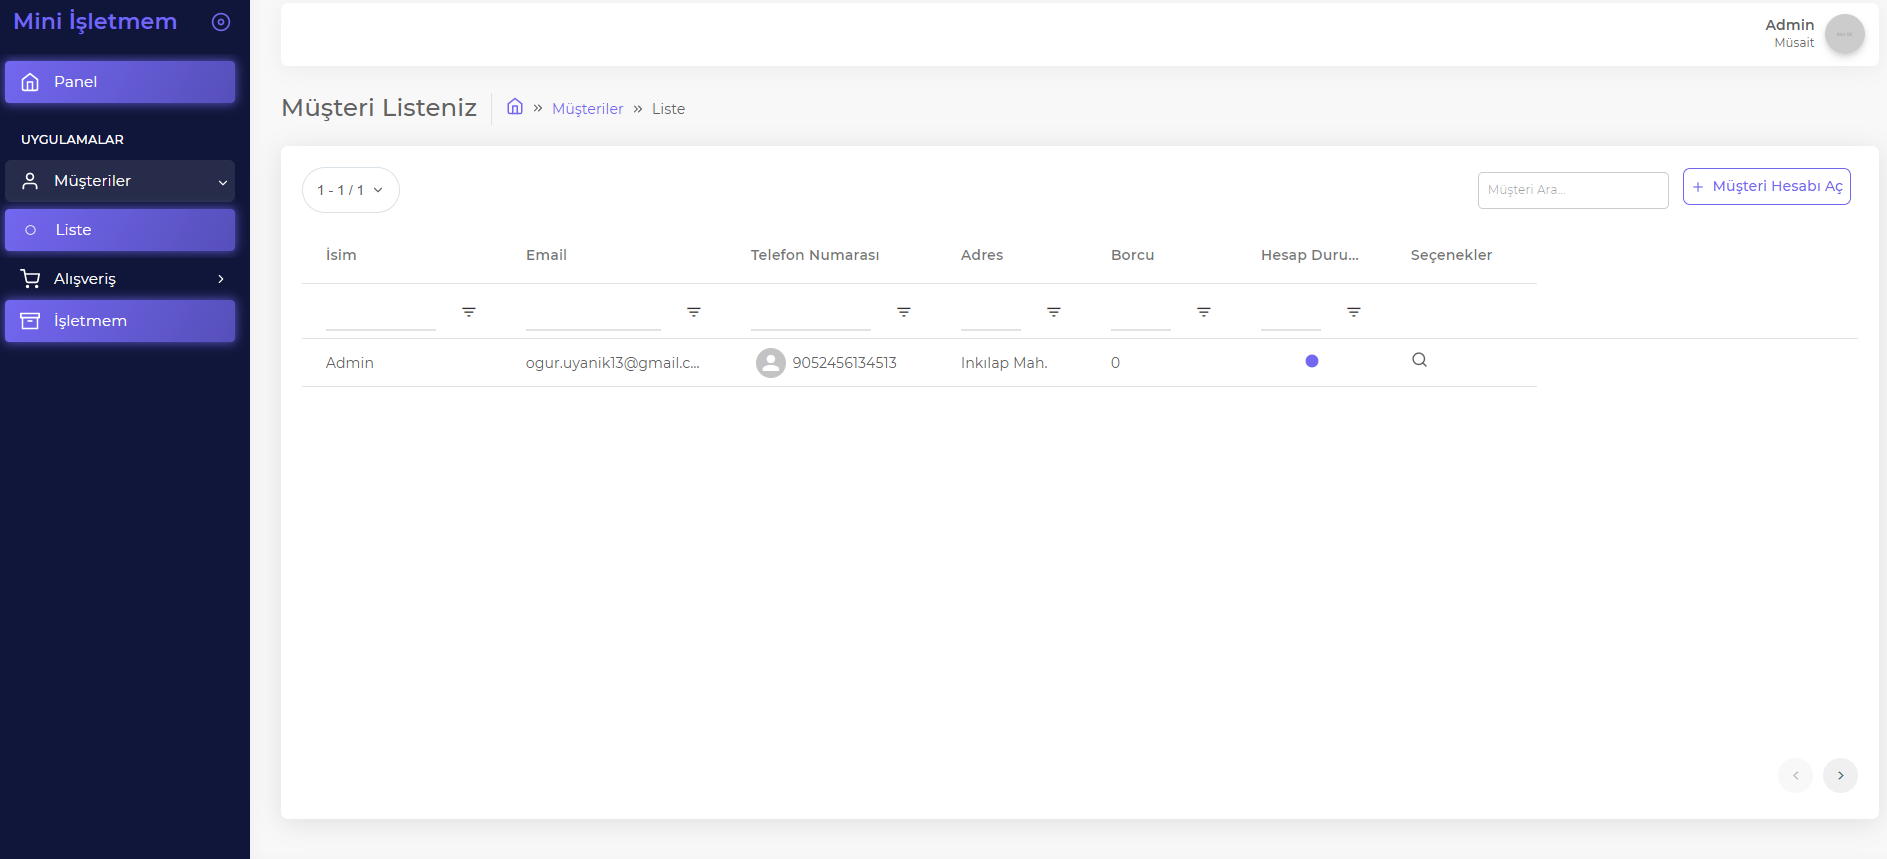 Mini İşletmem
Panel
UYGULAMALAR
Müşteriler
Liste
Alışveriş
İşletmem
Admin
Müsait
Müşteri Listeniz
» Müşteriler » Liste
1 - 1 / 1
Müşteri Ara...
+ Müşteri Hesabı Aç
İsim Email Telefon Numarası Adres Borcu Hesap Duru... Seçenekler
Admin ogur.uyanik13@gmail.c... 9052456134513 Inkılap Mah. 0